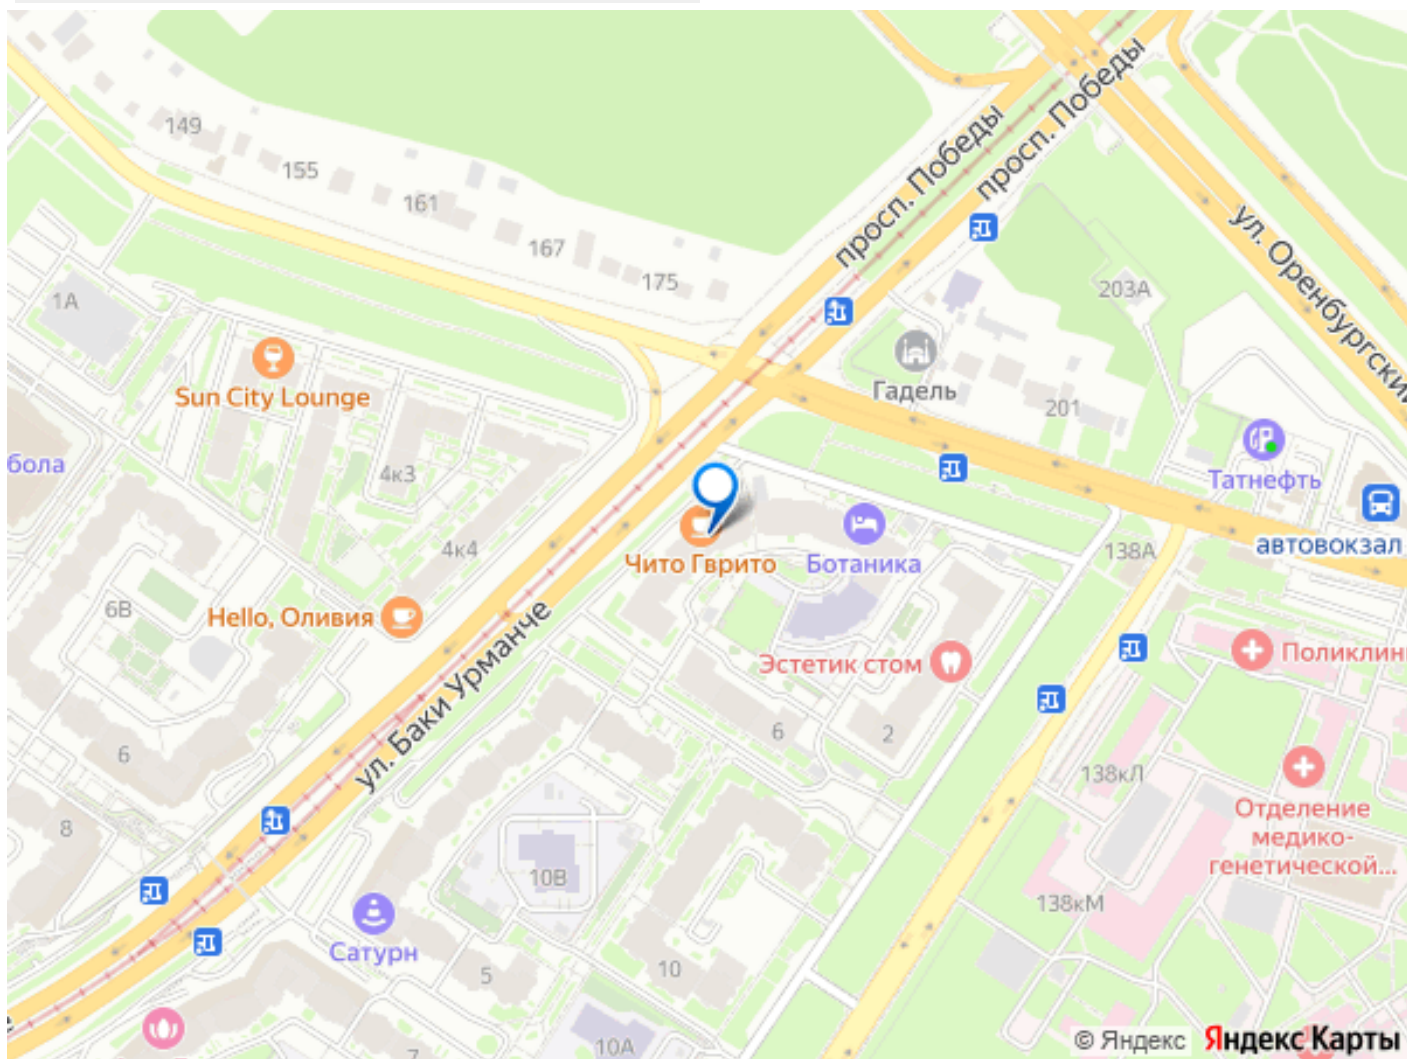 149
155
161
167
175
просп. Победы
просп. Победы
ул. Оренбургский
203А
1А
Sun City Lounge
Гадель
201
Татнефть
автовокзал
бола
4к3
4к4
6В
Hello, Оливия
Чито Гврито
Ботаника
138А
Эстетик стом
Поликлин
ул. Баки Урманче
6
6
2
138кЛ
Отделение
медико-
генетической...
8
10В
138кМ
Сатурн
5
10
7
10А
© Яндекс Яндекс Карты